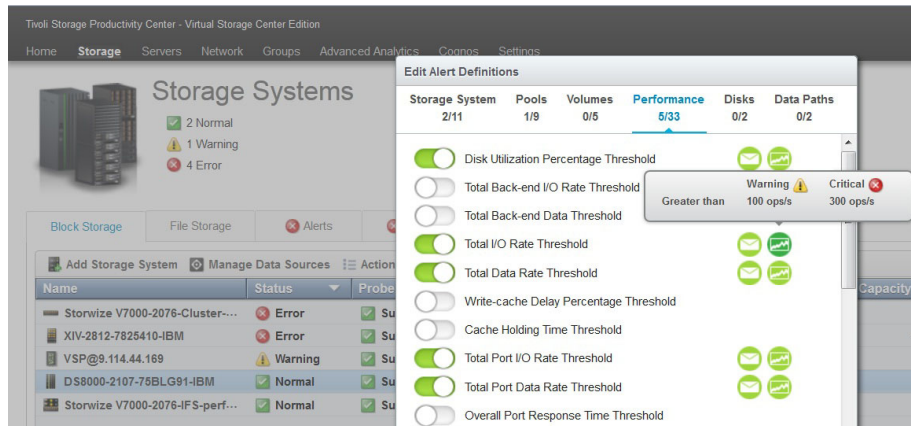 Tivoli Storage Productivity Center - Virtual Storage Center Edition
Home Storage Servers Network Groups Advanced Analytics Cognos Settings
Storage Systems
2 Normal
1 Warning
4 Error
Block Storage File Storage Alerts
Add Storage System Manage Data Sources Action
Name Status Probe Capacity
Storwize V7000-2076-Cluster-... Error Su
XIV-2812-7825410-IBM Error Su
VSP@9.114.44.169 Warning Su
DS8000-2107-75BLG91-IBM Normal Su
Storwize V7000-2076-IFS-perf... Normal Su
Edit Alert Definitions
Storage System Pools Volumes Performance Disks Data Paths
2/11 1/9 0/5 5/33 0/2 0/2
Disk Utilization Percentage Threshold
Total Back-end I/O Rate Threshold
Total Back-end Data Threshold
Total I/O Rate Threshold
Total Data Rate Threshold
Write-cache Delay Percentage Threshold
Cache Holding Time Threshold
Total Port I/O Rate Threshold
Total Port Data Rate Threshold
Overall Port Response Time Threshold
Warning Critical
Greater than 100 ops/s 300 ops/s